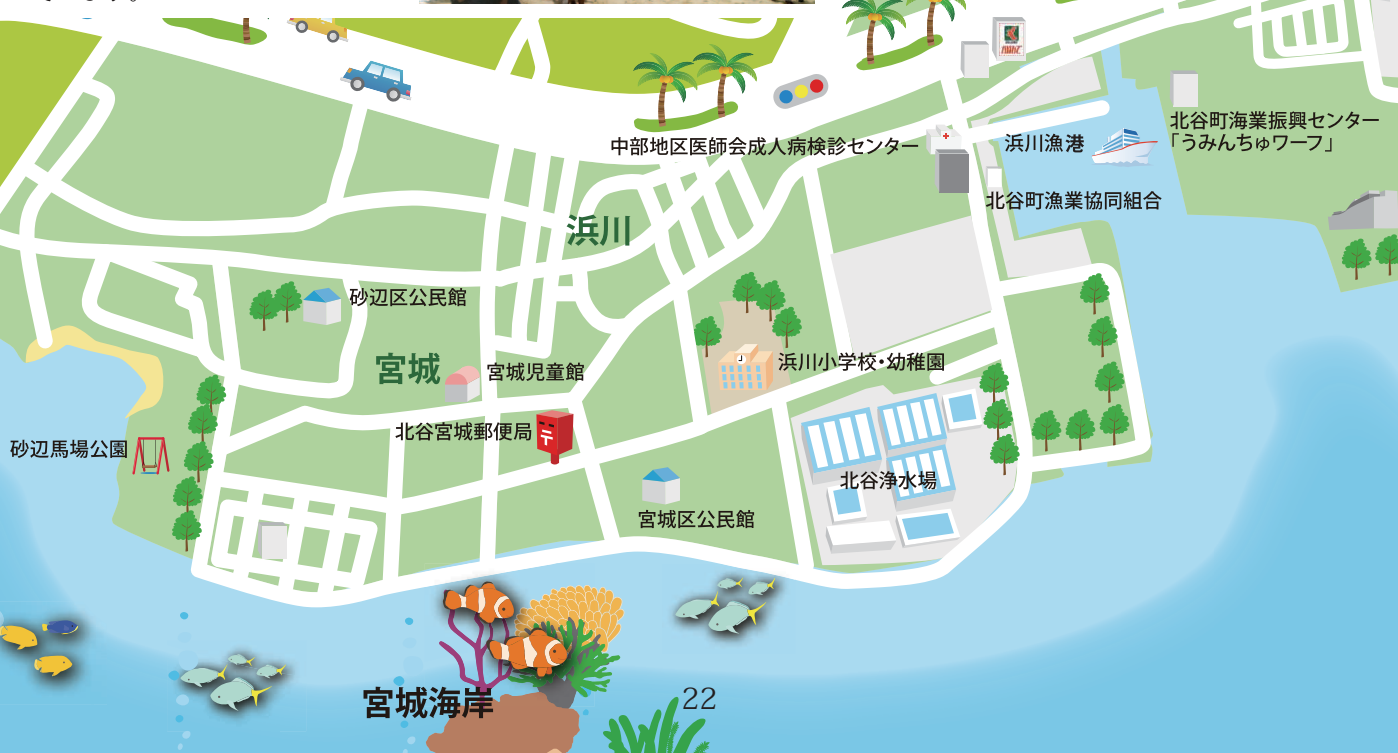 中部地区医師会成人病検診センター
浜川漁港
北谷町海業振興センター
「うみんちゅワーフ」
北谷町漁業協同組合
浜川
砂辺区公民館
宮城
宮城児童館
浜川小学校・幼稚園
北谷宮城郵便局
砂辺馬場公園
北谷浄水場
宮城区公民館
宮城海岸
22